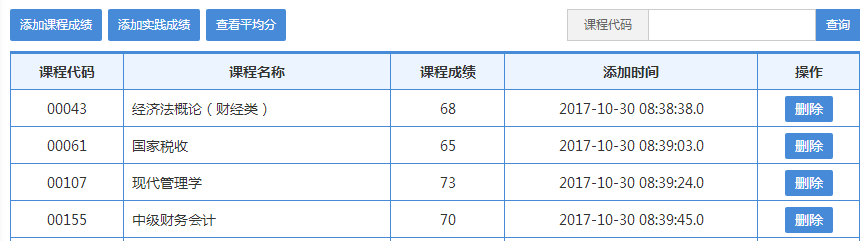 添加课程成绩 添加实践成绩 查看平均分 课程代码 查询
课程代码 课程名称 课程成绩 添加时间 操作
00043 经济法概论（财经类） 68 2017-10-30 08:38:38.0 删除
00061 国家税收 65 2017-10-30 08:39:03.0 删除
00107 现代管理学 73 2017-10-30 08:39:24.0 删除
00155 中级财务会计 70 2017-10-30 08:39:45.0 删除